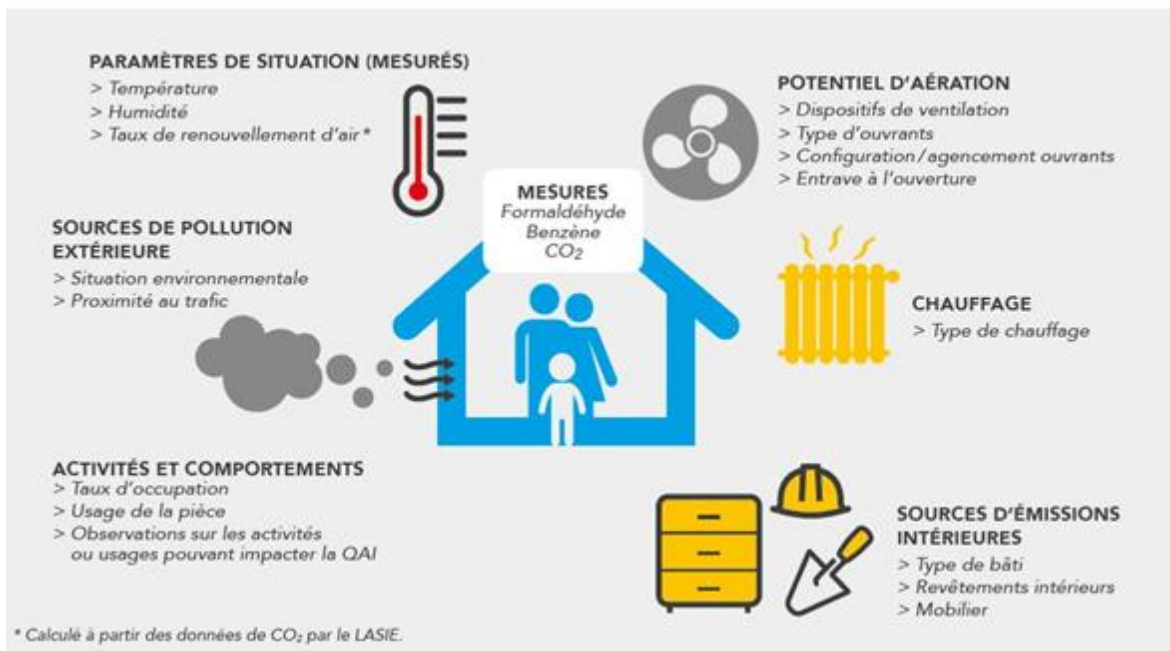 PARAMÈTRES DE SITUATION (MESURÉS)
> Température
> Humidité
> Taux de renouvellement d'air *
POTENTIEL D'AÉRATION
> Dispositifs de ventilation
> Type d'ouvrants
> Configuration/agencement ouvrants
> Entrave à l'ouverture
MESURES
Formaldéhyde
Benzène
CO₂
SOURCES DE POLLUTION
EXTÉRIEURE
> Situation environnementale
> Proximité au trafic
CHAUFFAGE
> Type de chauffage
ACTIVITÉS ET COMPORTEMENTS
> Taux d'occupation
> Usage de la pièce
> Observations sur les activités
ou usages pouvant impacter la QAI
SOURCES D'ÉMISSIONS
INTÉRIEURES
> Type de bâti
> Revêtements intérieurs
> Mobilier
* Calculé à partir des données de CO₂ par le LASIE.